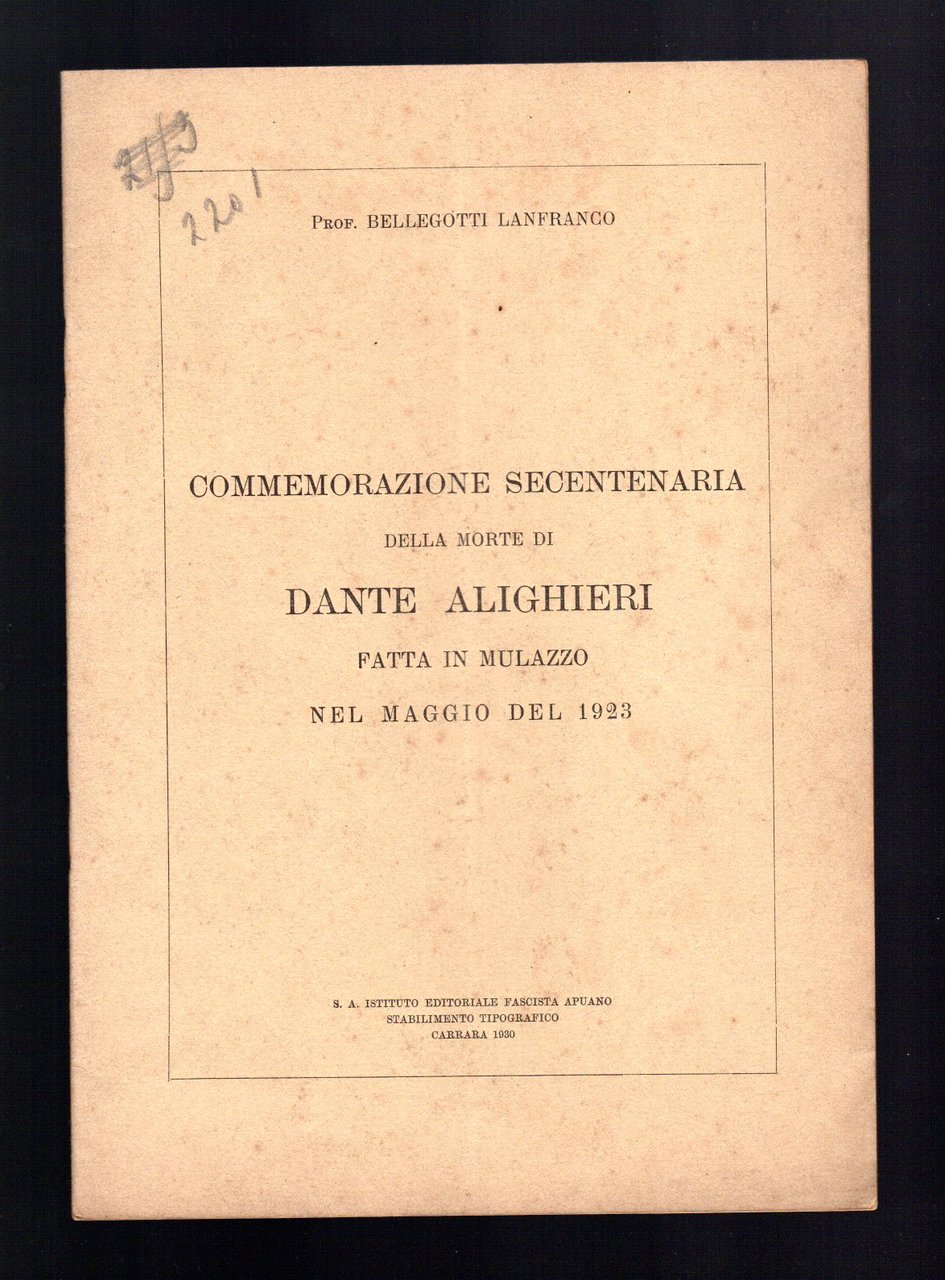 2201
Prof. BELLEGOTTI LANFRANCO
COMMEMORAZIONE SECENTENARIA
DELLA MORTE DI
DANTE ALIGHIERI
FATTA IN MULAZZO
NEL MAGGIO DEL 1923
S. A. ISTITUTO EDITORIALE FASCISTA APUANO
STABILIMENTO TIPOGRAFICO
CARRARA 1930